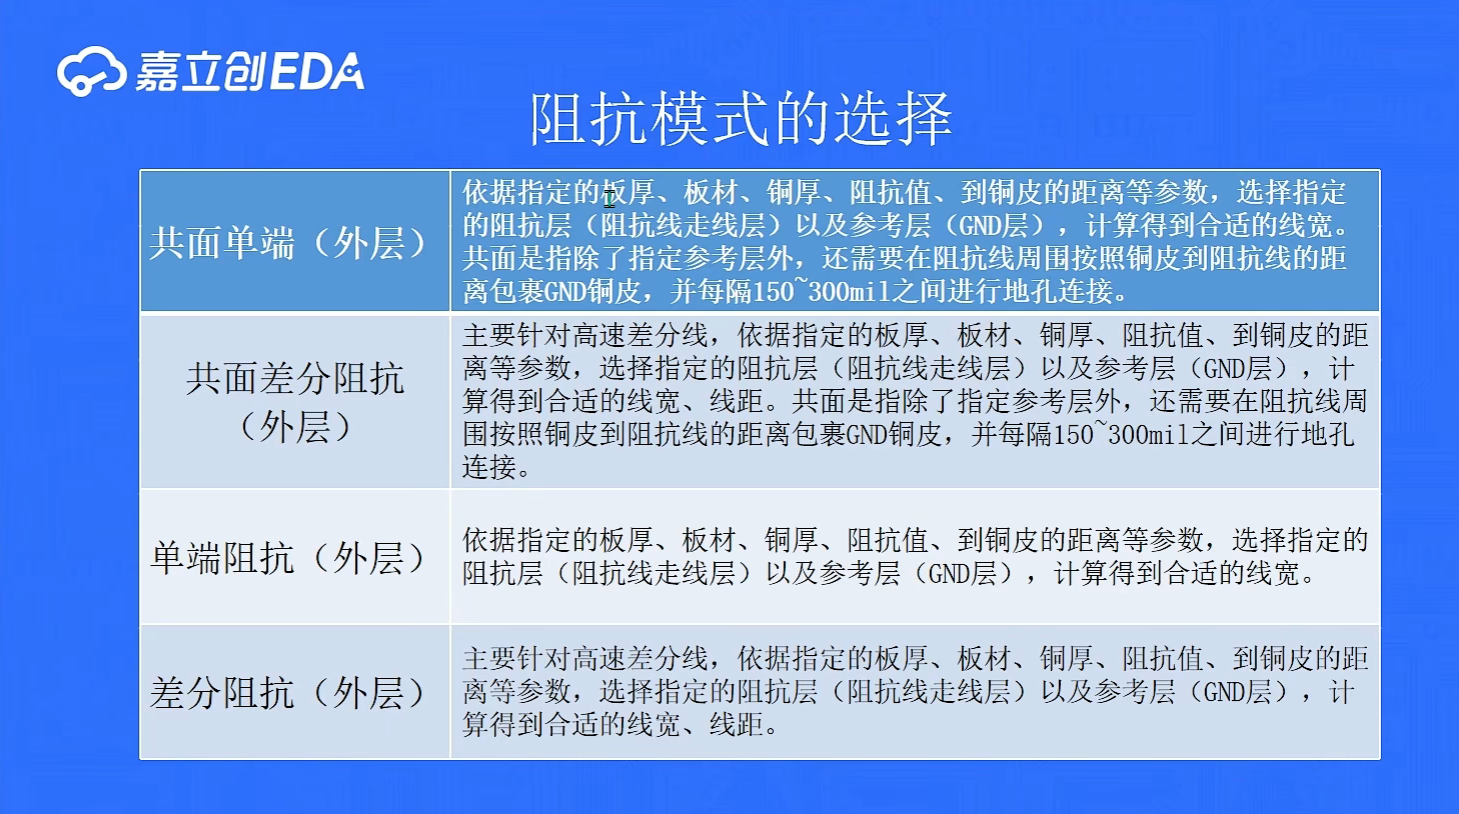 嘉立创EDA
阻抗模式的选择
共面单端（外层）
依据指定的板厚、板材、铜厚、阻抗值、到铜皮的距离等参数，选择指定
的阻抗层（阻抗线走线层）以及参考层（GND层），计算得到合适的线宽。
共面是指除了指定参考层外，还需要在阻抗线周围按照铜皮到阻抗线的距
离包裹GND铜皮，并每隔150~300mil之间进行地孔连接。
共面差分阻抗
（外层）
主要针对高速差分线，依据指定的板厚、板材、铜厚、阻抗值、到铜皮的距
离等参数，选择指定的阻抗层（阻抗线走线层）以及参考层（GND层），计
算得到合适的线宽、线距。共面是指除了指定参考层外，还需要在阻抗线周
围按照铜皮到阻抗线的距离包裹GND铜皮，并每隔150~300mil之间进行地孔
连接。
单端阻抗（外层）
依据指定的板厚、板材、铜厚、阻抗值、到铜皮的距离等参数，选择指定的
阻抗层（阻抗线走线层）以及参考层（GND层），计算得到合适的线宽。
差分阻抗（外层）
主要针对高速差分线，依据指定的板厚、板材、铜厚、阻抗值、到铜皮的距
离等参数，选择指定的阻抗层（阻抗线走线层）以及参考层（GND层），计
算得到合适的线宽、线距。